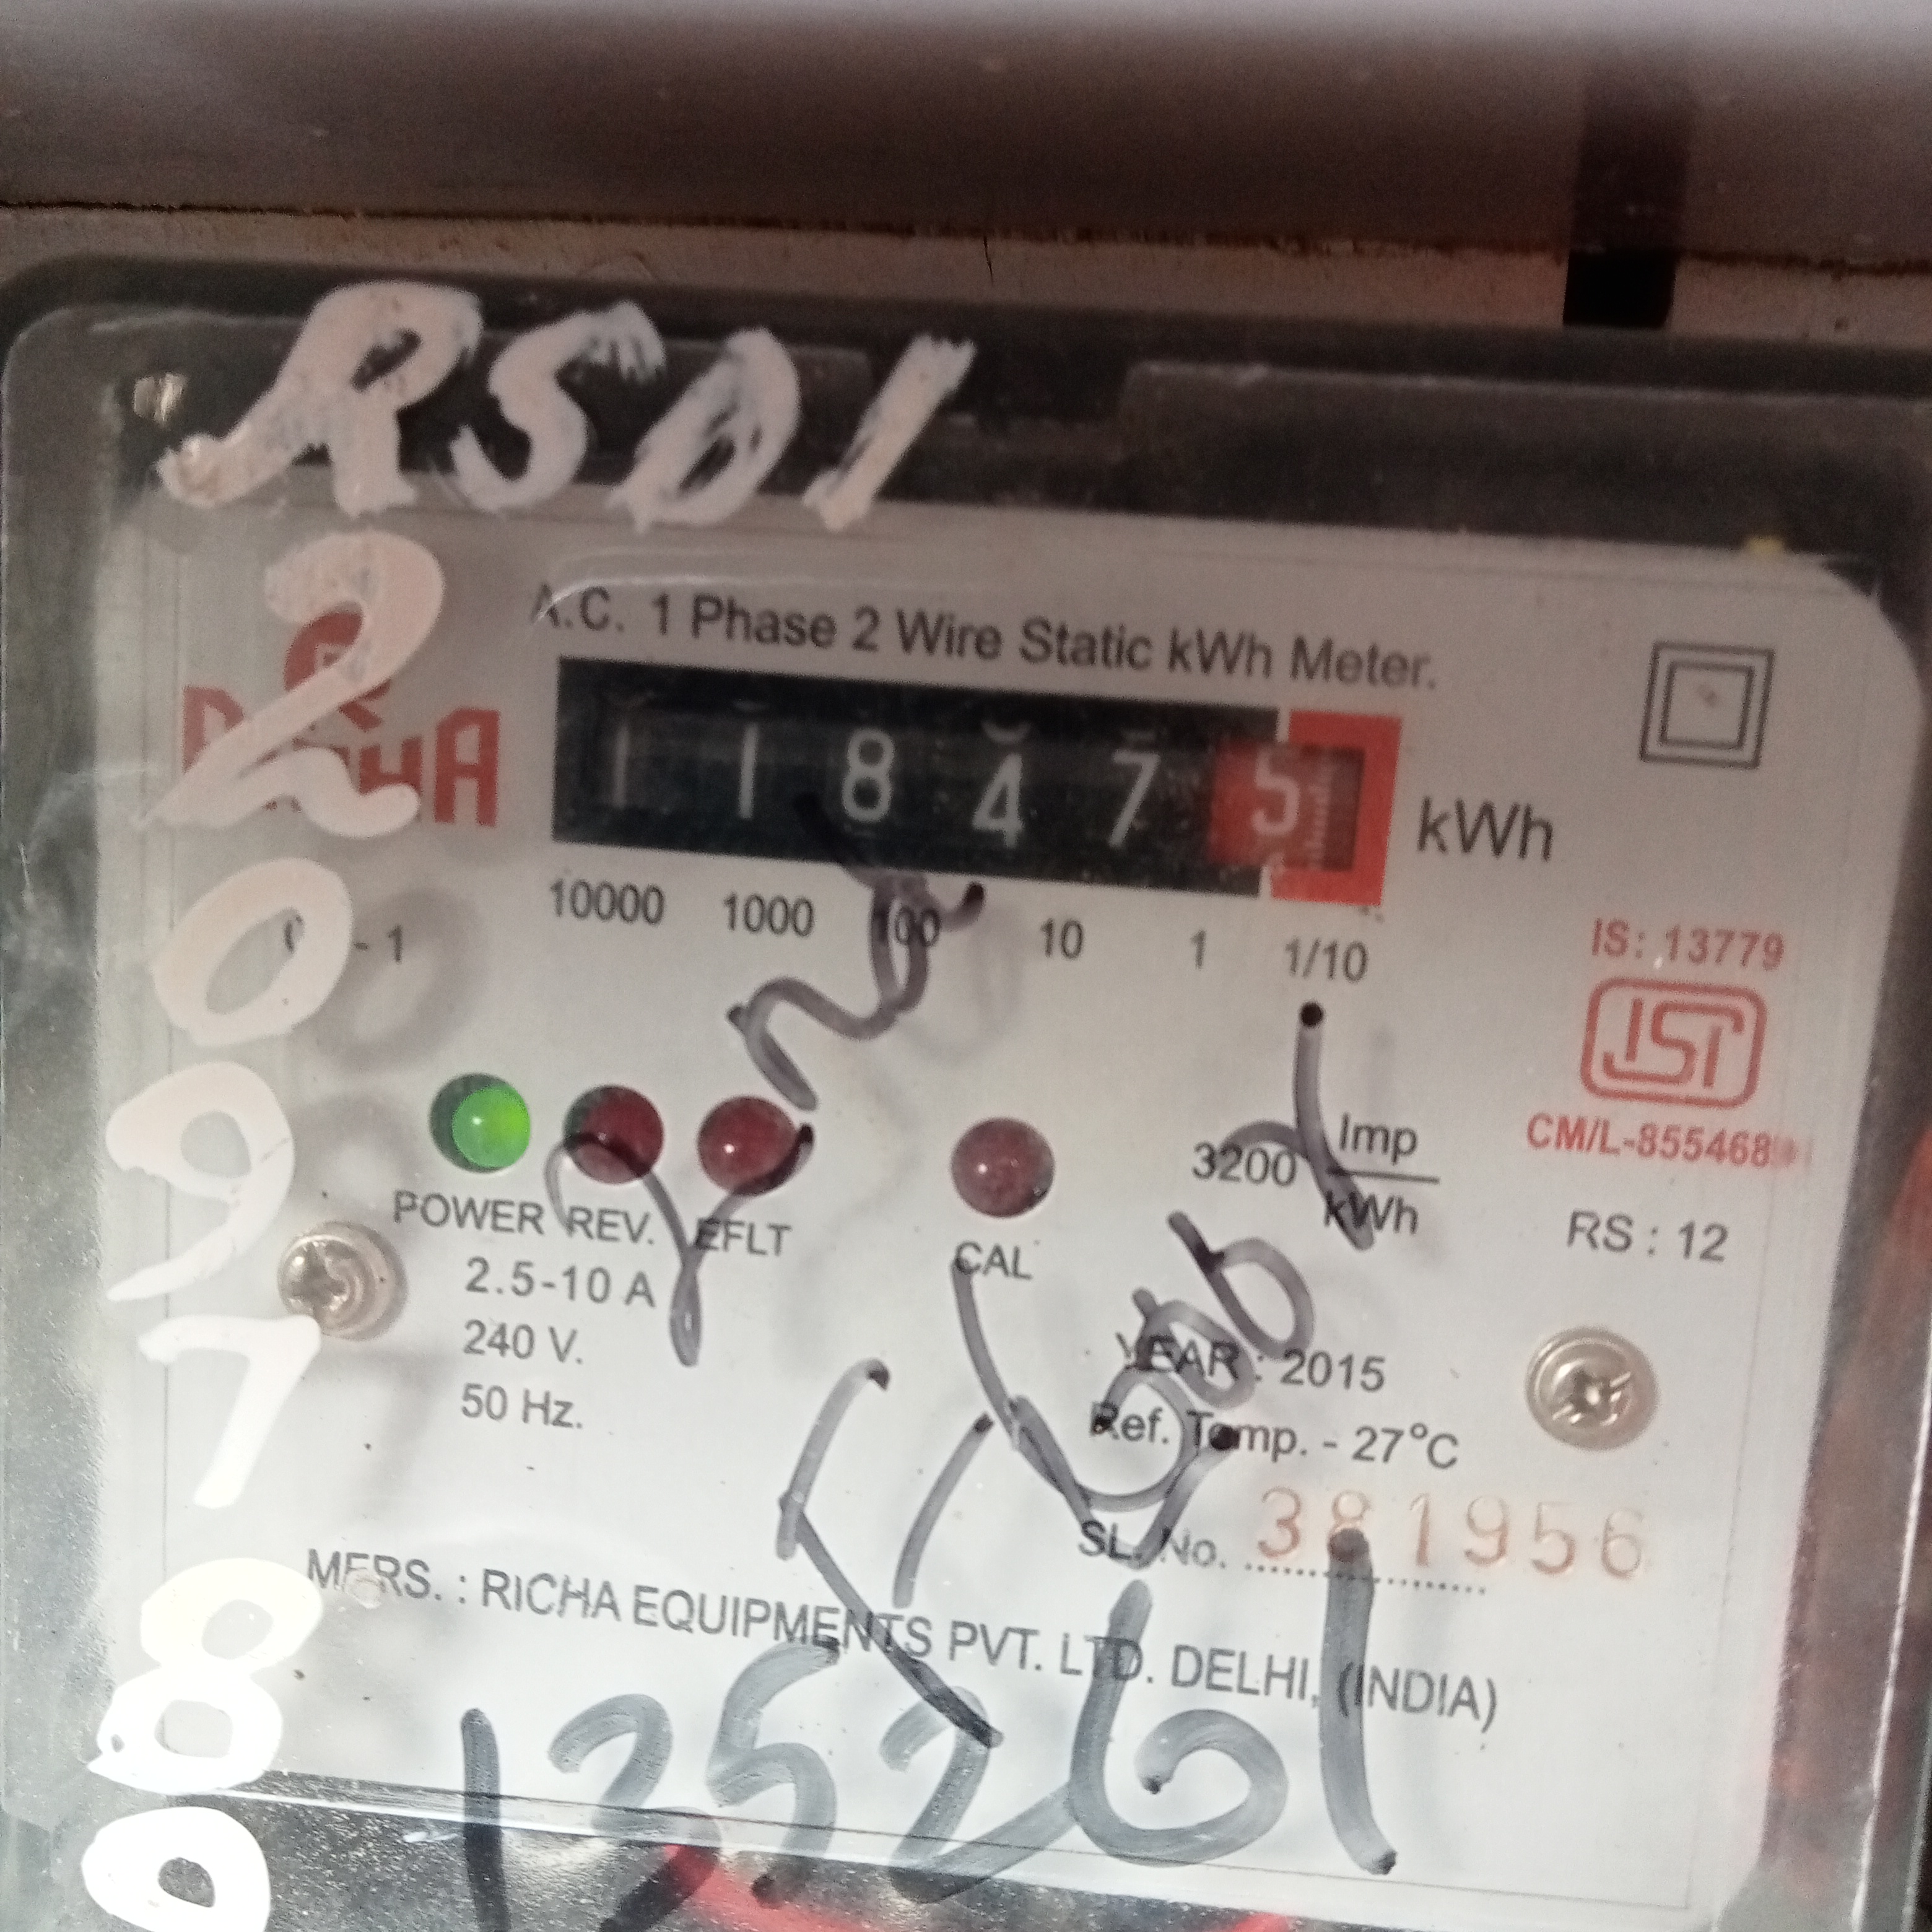 RSD1
A.C. 1 Phase 2 Wire Static kWh Meter.
1 1 8 4 7 5 kWh
10000 1000 100 10 1 1/10
IS: 13779
ISI
CM/L-855468
3200 Imp/kWh
RS : 12
POWER REV. EFLT CAL
2.5-10 A
240 V.
50 Hz.
YEAR : 2015
Ref. Temp. - 27°C
SL. No. 381956
MFRS. : RICHA EQUIPMENTS PVT. LTD. DELHI, (INDIA)
209780